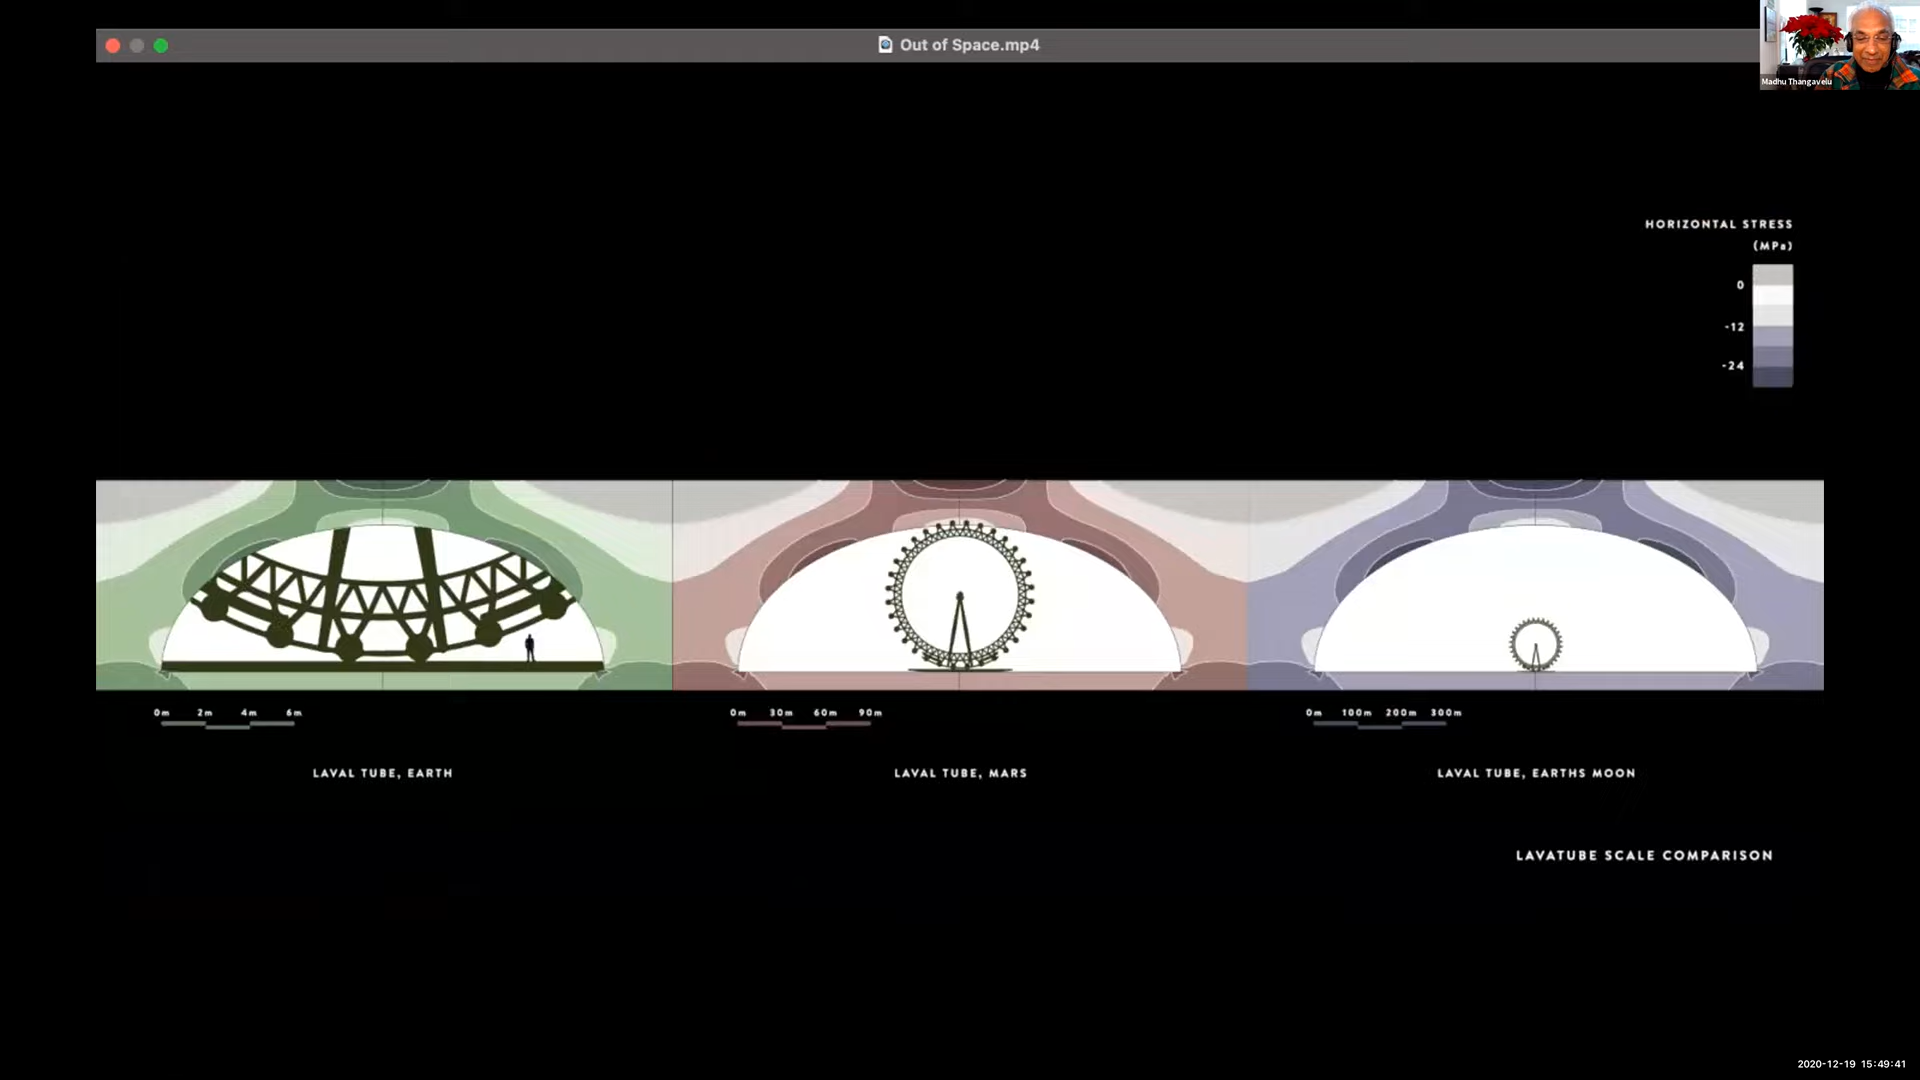 Out of Space.mp4
Madhu Thangavelu
HORIZONTAL STRESS
(MPa)
0
-12
-24
0m 2m 4m 6m
0m 30m 60m 90m
0m 100m 200m 300m
LAVAL TUBE, EARTH
LAVAL TUBE, MARS
LAVAL TUBE, EARTHS MOON
LAVATUBE SCALE COMPARISON
2020-12-19 15:49:41